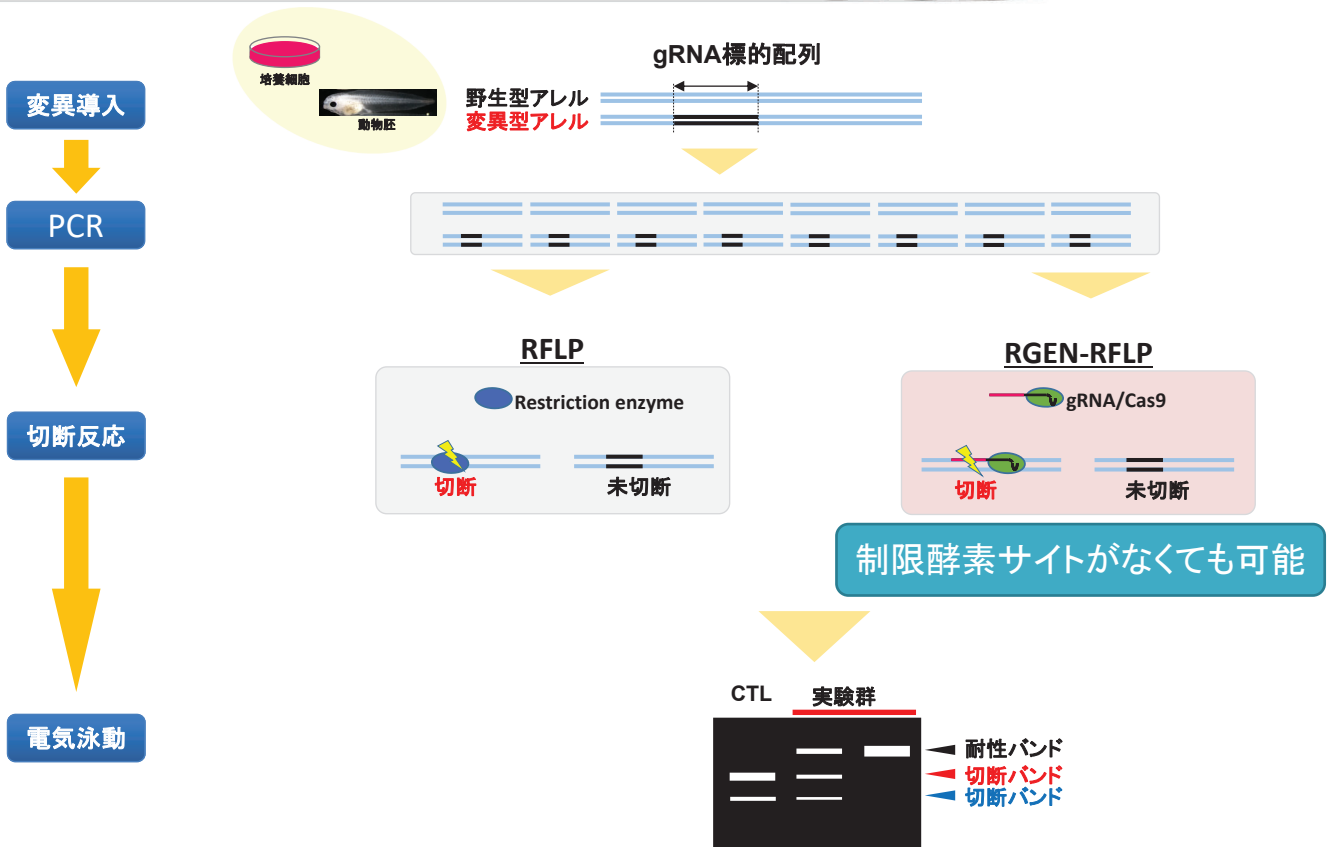 gRNA標的配列
培養細胞
変異導入
野生型アレル
変異型アレル
動物胚
PCR
RFLP
RGEN-RFLP
Restriction enzyme
gRNA/Cas9
切断反応
切断
未切断
切断
未切断
制限酵素サイトがなくても可能
CTL
実験群
電気泳動
耐性バンド
切断バンド
切断バンド